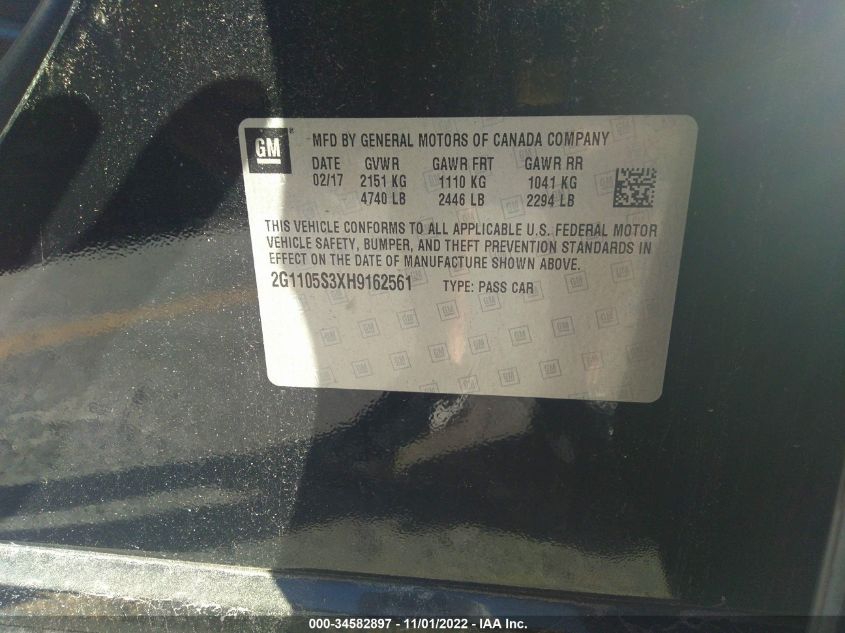 GM
MFD BY GENERAL MOTORS OF CANADA COMPANY
DATE GVWR GAWR FRT GAWR RR
02/17 2151 KG 1110 KG 1041 KG
4740 LB 2446 LB 2294 LB
THIS VEHICLE CONFORMS TO ALL APPLICABLE U.S. FEDERAL MOTOR
VEHICLE SAFETY, BUMPER, AND THEFT PREVENTION STANDARDS IN
EFFECT ON THE DATE OF MANUFACTURE SHOWN ABOVE.
2G1105S3XH9162561 TYPE: PASS CAR
000-34582897 - 11/01/2022 - IAA Inc.